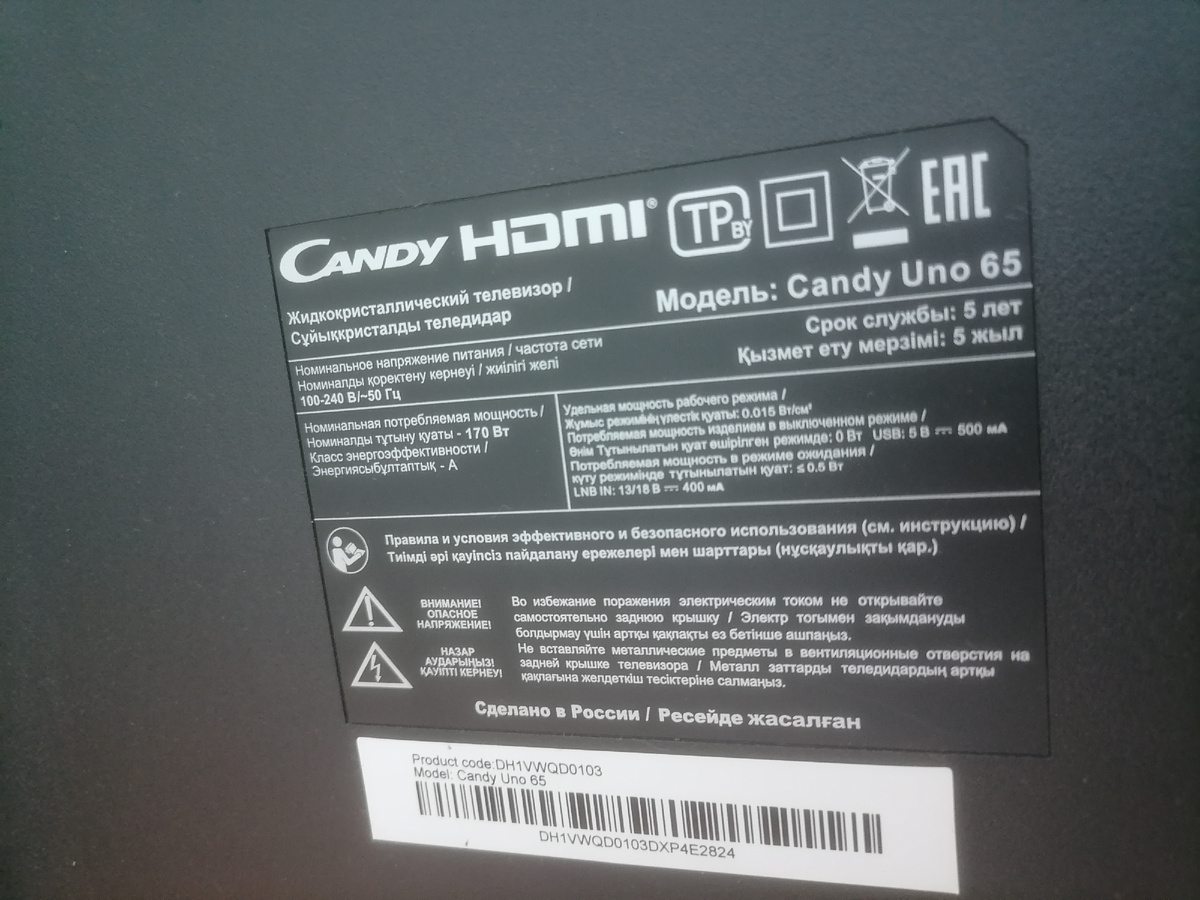 CANDY HDMI® TP BY EAC
Жидкокристаллический телевизор /
Сұйыққристалды теледидар
Модель: Candy Uno 65
Номинальное напряжение питания / частота сети
Номиналды қоректену кернеуі / жиілігі желі
100-240 В/~50 Гц
Срок службы: 5 лет
Қызмет ету мерзімі: 5 жыл
Номинальная потребляемая мощность /
Номиналды тұтыну қуаты - 170 Вт
Класс энергоэффективности /
Энергиясыбұлтаптық - А
Удельная мощность рабочего режима /
Жұмыс режимінің үлестік қуаты: 0.015 Вт/см²
Потребляемая мощность изделием в выключенном режиме /
Өнім Тұтынылатын қуат өшірілген режимде: 0 Вт USB: 5 В ⎓ 500 мА
Потребляемая мощность в режиме ожидания /
күту режимінде тұтынылатын қуат: ≤ 0.5 Вт
LNB IN: 13/18 В ⎓ 400 мА
Правила и условия эффективного и безопасного использования (см. инструкцию) /
Тиімді әрі қауіпсіз пайдалану ережелері мен шарттары (нұсқаулықты қар.)
ВНИМАНИЕ!
ОПАСНОЕ
НАПРЯЖЕНИЕ!
Во избежание поражения электрическим током не открывайте
самостоятельно заднюю крышку / Электр тогымен зақымдануды
болдырмау үшін артқы қақпақты ез бетінше ашпаңыз.
НАЗАР
АУДАРЫҢЫЗ!
ҚАУІПТІ КЕРНЕУ!
Не вставляйте металлические предметы в вентиляционные отверстия на
задней крышке телевизора / Металл заттарды теледидардың артқы
қақпағына желдеткіш тесіктеріне салмаңыз.
Сделано в России / Ресейде жасалған
Product code:DH1VWQD0103
Model: Candy Uno 65
DH1VWQD0103DXP4E2824